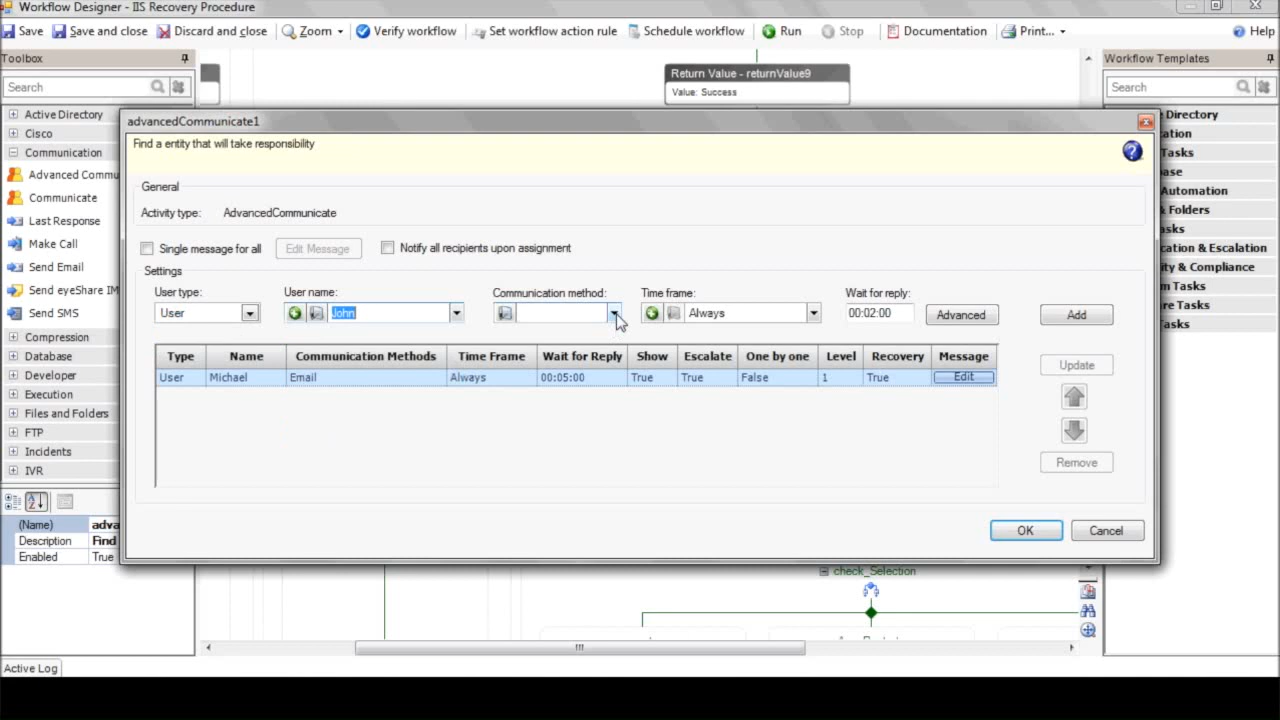 Workflow Designer - IIS Recovery Procedure
Save Save and close Discard and close Zoom Verify workflow Set workflow action rule Schedule workflow Run Stop Documentation Print... Help
Toolbox
Search
Active Directory
Cisco
Communication
Advanced Commu
Communicate
Last Response
Make Call
Send Email
Send eyeShare IM
Send SMS
Compression
Database
Developer
Execution
Files and Folders
FTP
Incidents
IVR
(Name) adva
Description Find
Enabled True
Active Log
Return Value - returnValue9
Value: Success
advancedCommunicate1
Find a entity that will take responsibility
General
Activity type: AdvancedCommunicate
Single message for all Edit Message Notify all recipients upon assignment
Settings
User type: User name: Communication method: Time frame: Wait for reply:
User John Always 00:02:00 Advanced Add
Type Name Communication Methods Time Frame Wait for Reply Show Escalate One by one Level Recovery Message
User Michael Email Always 00:05:00 True True False 1 True Edit
Update
Remove
OK Cancel
check_Selection
Workflow Templates
Search
Directory
ation
Tasks
ase
Automation
& Folders
asks
cation & Escalation
ity & Compliance
m Tasks
re Tasks
Tasks